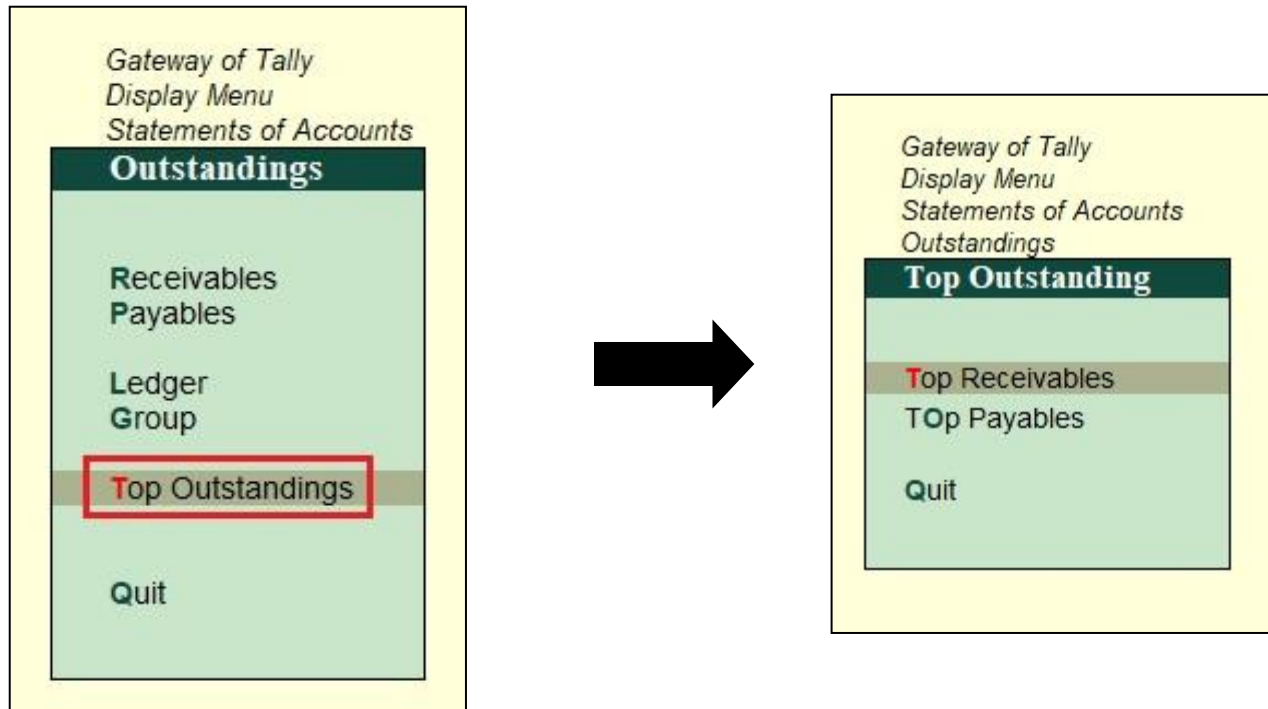 Gateway of Tally
Display Menu
Statements of Accounts
Outstandings
Receivables
Payables
Ledger
Group
Top Outstandings
Quit
Gateway of Tally
Display Menu
Statements of Accounts
Outstandings
Top Outstanding
Top Receivables
TOp Payables
Quit